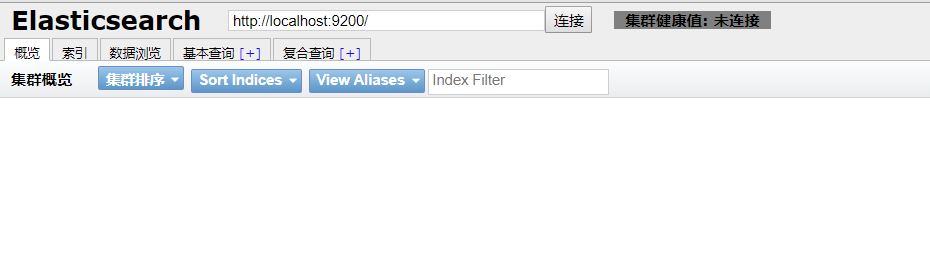 Elasticsearch http://localhost:9200/ 连接 集群健康值: 未连接
概览 索引 数据浏览 基本查询 [+] 复合查询 [+]
集群概览 集群排序 Sort Indices View Aliases Index Filter